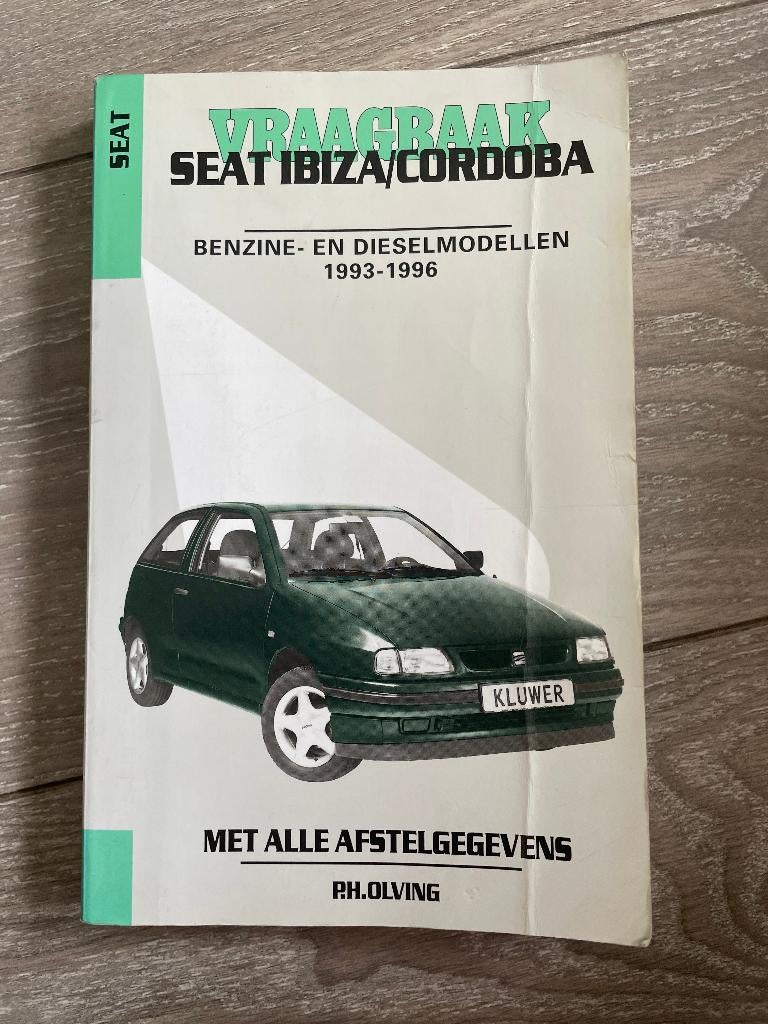 SEAT
VRAAGBAAK
SEAT IBIZA/CORDOBA
BENZINE- EN DIESELMODELLEN
1993-1996
KLUWER
MET ALLE AFSTELGEGEVENS
P.H.OLVING